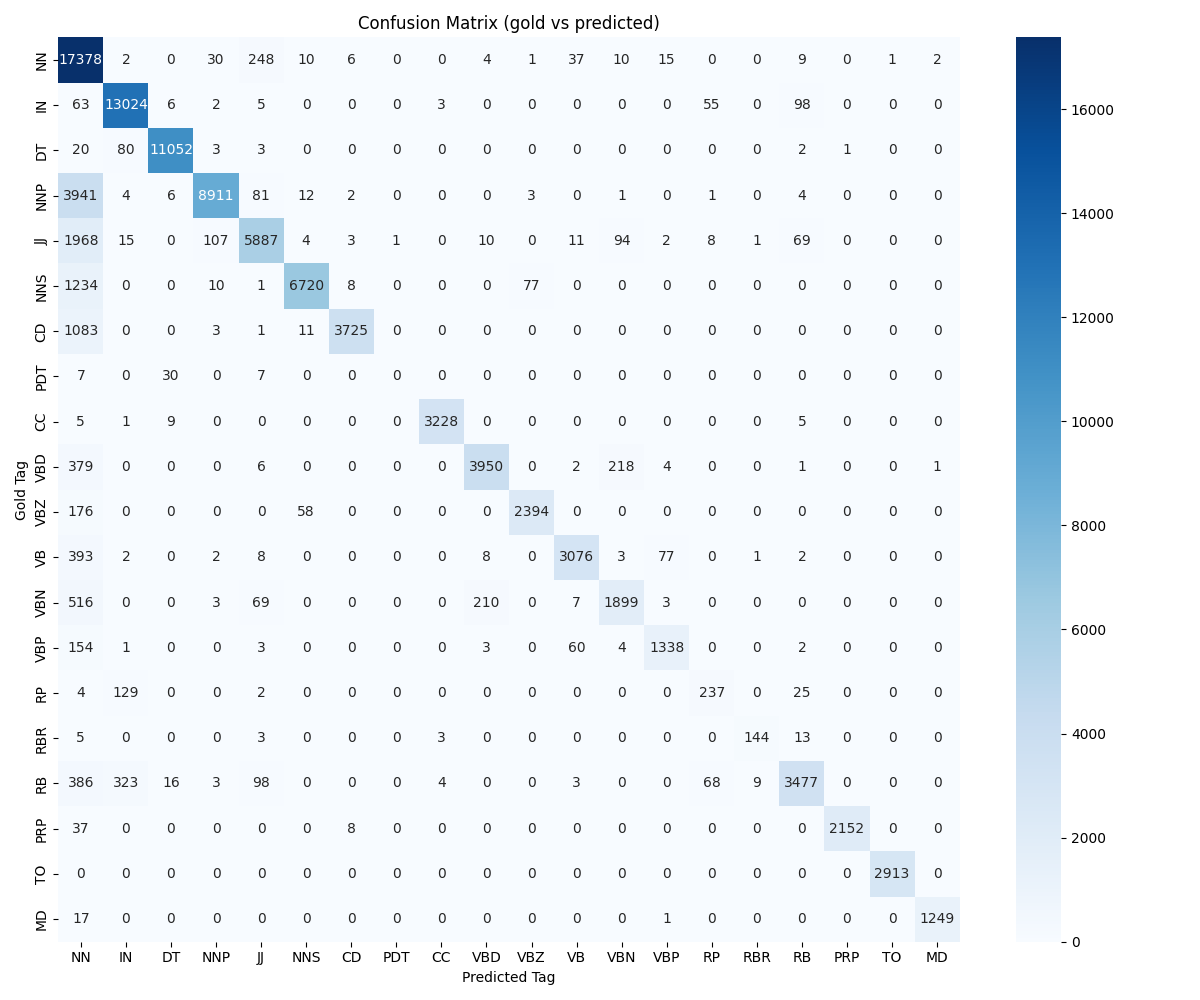 Confusion Matrix (gold vs predicted)
NN 17378 2 0 30 248 10 6 0 0 4 1 37 10 15 0 0 9 0 1 2
IN 63 13024 6 2 5 0 0 0 3 0 0 0 0 0 55 0 98 0 0 0
DT 20 80 11052 3 3 0 0 0 0 0 0 0 0 0 0 0 2 1 0 0
NNP 3941 4 6 8911 81 12 2 0 0 0 3 0 1 0 1 0 4 0 0 0
JJ 1968 15 0 107 5887 4 3 1 0 10 0 11 94 2 8 1 69 0 0 0
NNS 1234 0 0 10 1 6720 8 0 0 0 77 0 0 0 0 0 0 0 0 0
CD 1083 0 0 3 1 11 3725 0 0 0 0 0 0 0 0 0 0 0 0 0
PDT 7 0 30 0 7 0 0 0 0 0 0 0 0 0 0 0 0 0 0 0
CC 5 1 9 0 0 0 0 0 3228 0 0 0 0 0 0 0 5 0 0 0
VBD 379 0 0 0 6 0 0 0 0 3950 0 2 218 4 0 0 1 0 0 1
VBZ 176 0 0 0 0 58 0 0 0 0 2394 0 0 0 0 0 0 0 0 0
VB 393 2 0 2 8 0 0 0 0 8 0 3076 3 77 0 1 2 0 0 0
VBN 516 0 0 3 69 0 0 0 0 210 0 7 1899 3 0 0 0 0 0 0
VBP 154 1 0 0 3 0 0 0 0 3 0 60 4 1338 0 0 2 0 0 0
RP 4 129 0 0 2 0 0 0 0 0 0 0 0 0 237 0 25 0 0 0
RBR 5 0 0 0 3 0 0 0 3 0 0 0 0 0 0 144 13 0 0 0
RB 386 323 16 3 98 0 0 0 4 0 0 3 0 0 68 9 3477 0 0 0
PRP 37 0 0 0 0 0 8 0 0 0 0 0 0 0 0 0 0 2152 0 0
TO 0 0 0 0 0 0 0 0 0 0 0 0 0 0 0 0 0 0 2913 0
MD 17 0 0 0 0 0 0 0 0 0 0 0 0 1 0 0 0 0 0 1249
NN IN DT NNP JJ NNS CD PDT CC VBD VBZ VB VBN VBP RP RBR RB PRP TO MD
Predicted Tag
Gold Tag
16000
14000
12000
10000
8000
6000
4000
2000
0